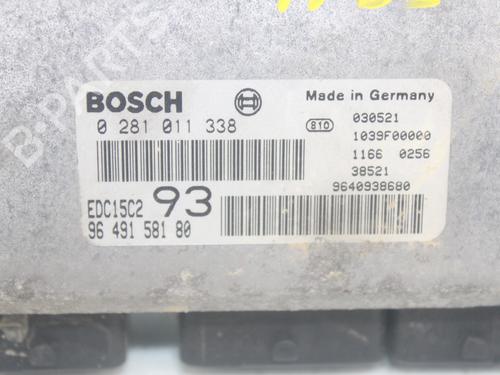 B-PARTS
BOSCH
Made in Germany
0 281 011 338
810
030521
1039F00000
1166 0256
38521
9640938680
EDC15C2 93
96 491 581 80